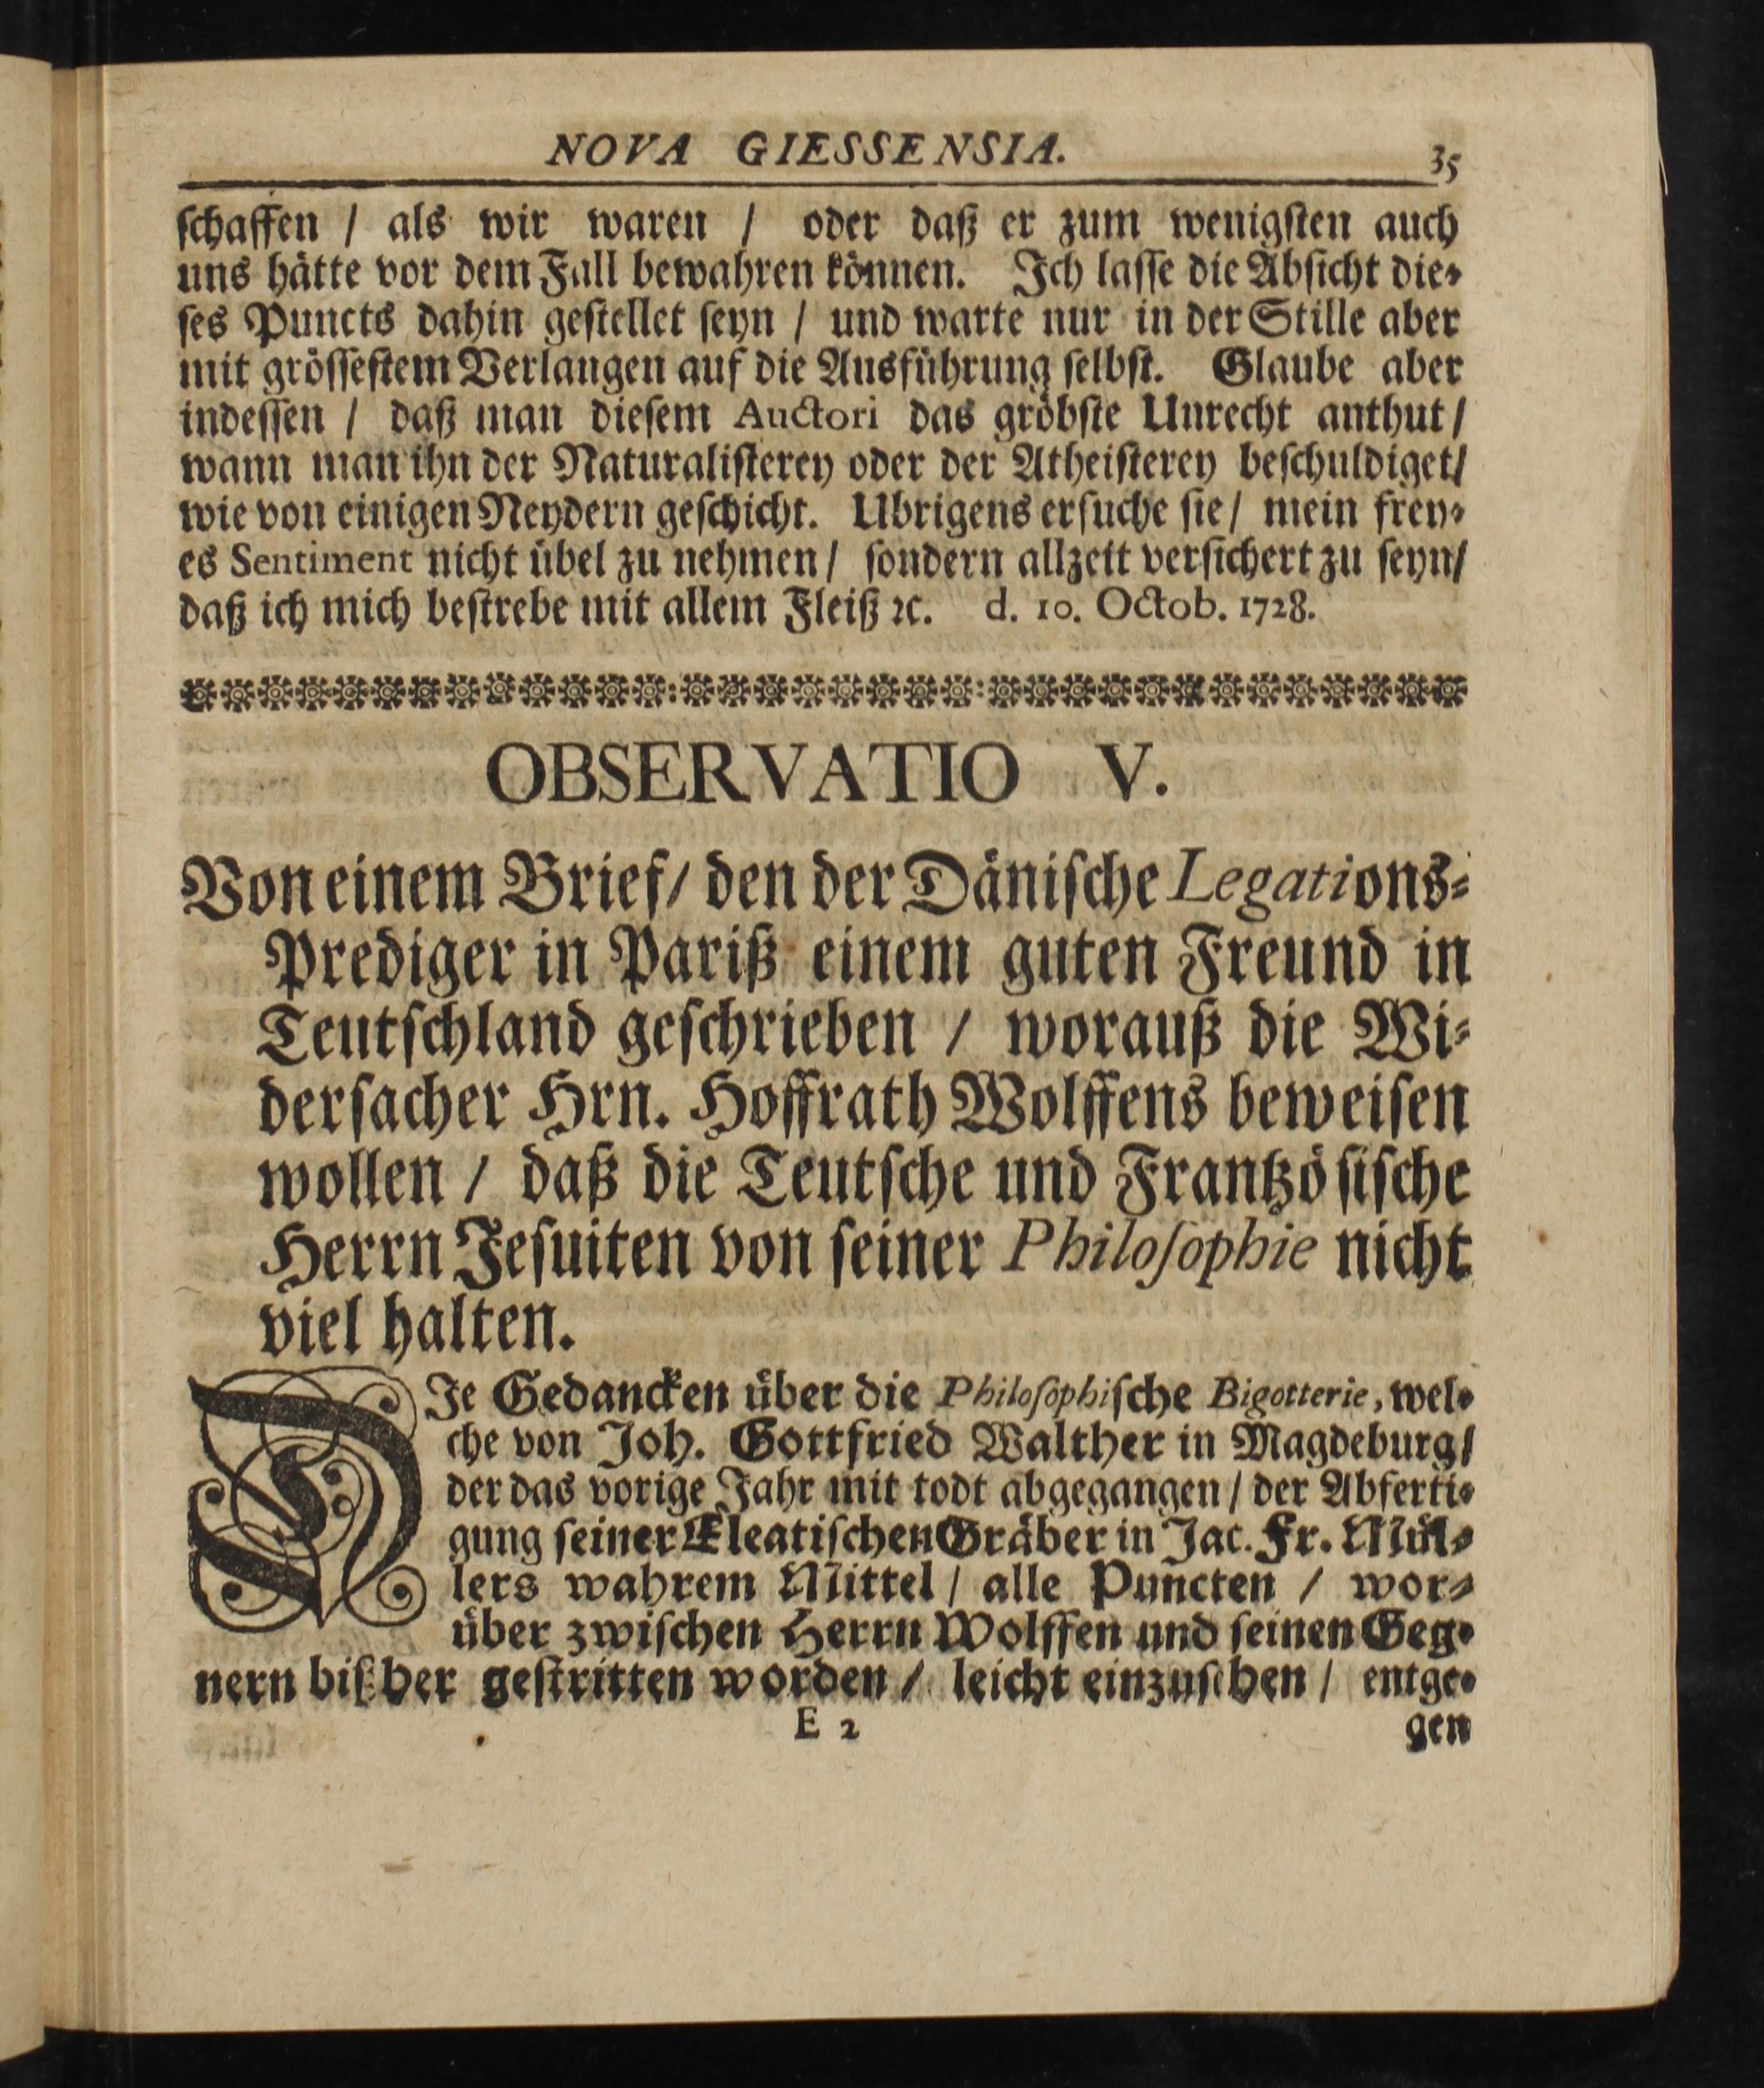 NOVA GIESSENSIA. 35
ſchaffen / als wir waren / oder daß er zum wenigſten auch
uns hätte vor dem Fall bewahren können. Ich laſſe die Abſicht die-
ſes Puncts dahin geſtellet ſeyn / und warte nur in der Stille aber
mit gröſſeſtem Verlangen auf die Ausführung ſelbſt. Glaube aber
indeſſen / daß man dieſem Auctori das gröbſte Unrecht anthut /
wann man ihn der Naturaliſterey oder der Atheiſterey beſchuldiget /
wie von einigen Neydern geſchicht. Ubrigens erſuche ſie / mein frey-
es Sentiment nicht übel zu nehmen / ſondern allzeit verſichert zu ſeyn /
daß ich mich beſtrebe mit allem Fleiß ꝛc. d. 10. Octob. 1728.
OBSERVATIO V.
Von einem Brief / den der Däniſche Legations-
Prediger in Pariß einem guten Freund in
Teutſchland geſchrieben / worauß die Wi-
derſacher Hrn. Hoffrath Wolffens beweiſen
wollen / daß die Teutſche und Frantzöſiſche
Herrn Jeſuiten von ſeiner Philoſophie nicht
viel halten.
DIe Gedancken über die Philoſophiſche Bigotterie, wel-
che von Joh. Gottfried Walther in Magdeburg /
der das vorige Jahr mit todt abgegangen / der Abferti-
gung ſeiner Eleatiſchen Gräber in Jac. Fr. Mül-
lers wahrem Mittel / alle Puncten / wor-
über zwiſchen Herrn Wolffen und ſeinen Geg-
nern bißher geſtritten worden / leicht einzuſehen / entge-
E 2 gen